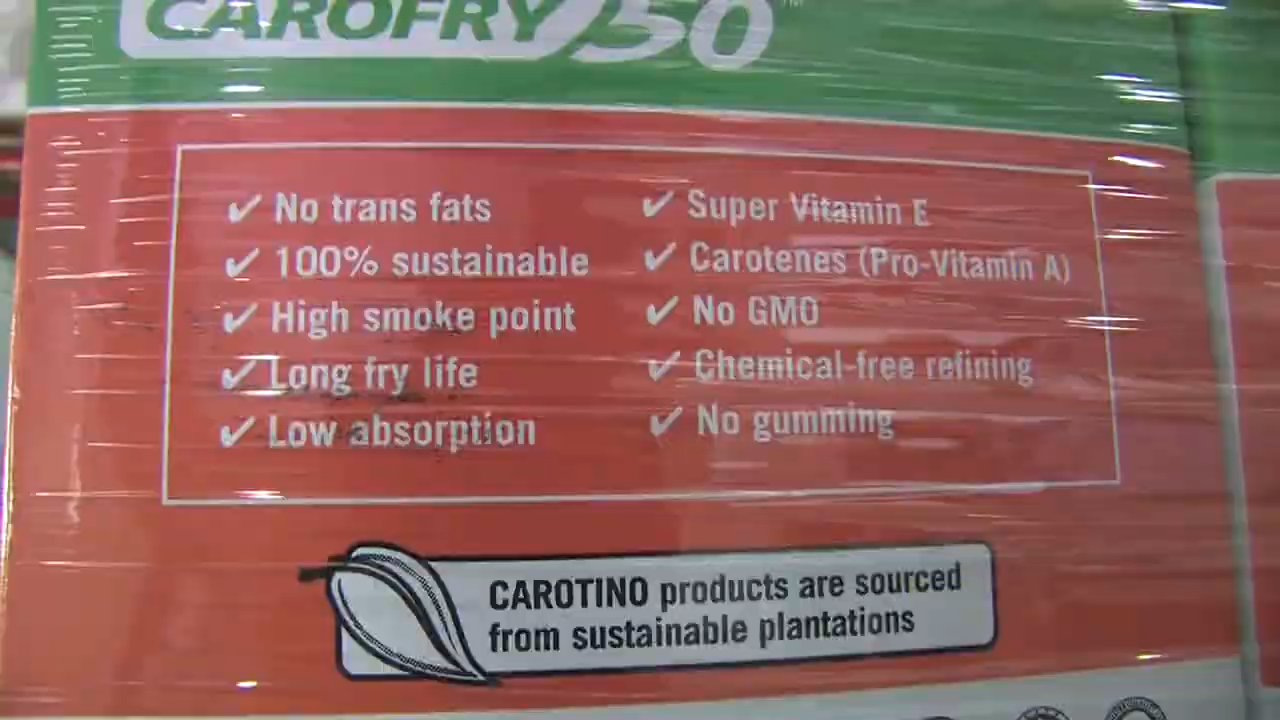 CAROFRY 50
✔ No trans fats
✔ 100% sustainable
✔ High smoke point
✔ Long fry life
✔ Low absorption
✔ Super Vitamin E
✔ Carotenes (Pro-Vitamin A)
✔ No GMO
✔ Chemical-free refining
✔ No gumming
CAROTINO products are sourced
from sustainable plantations